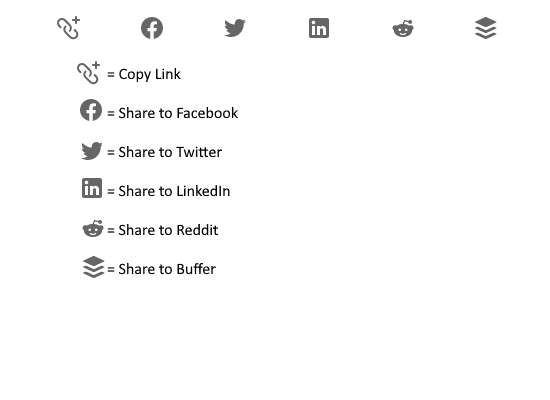 = Copy Link
= Share to Facebook
= Share to Twitter
= Share to LinkedIn
= Share to Reddit
= Share to Buffer